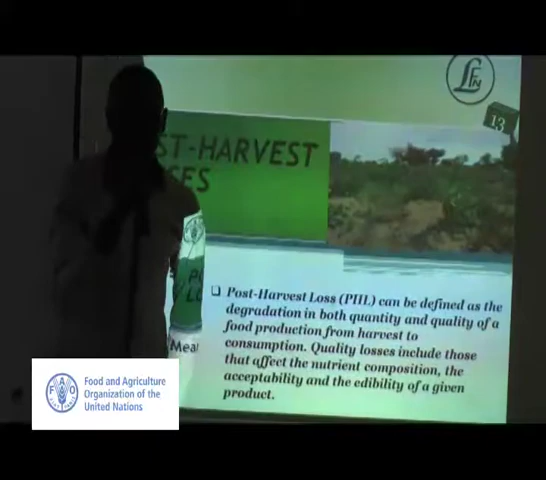 LFN
13
ST-HARVEST
SES
❑ Post-Harvest Loss (PHL) can be defined as the
degradation in both quantity and quality of a
food production from harvest to
consumption. Quality losses include those
that affect the nutrient composition, the
acceptability and the edibility of a given
product.
Food and Agriculture
Organization of the
United Nations